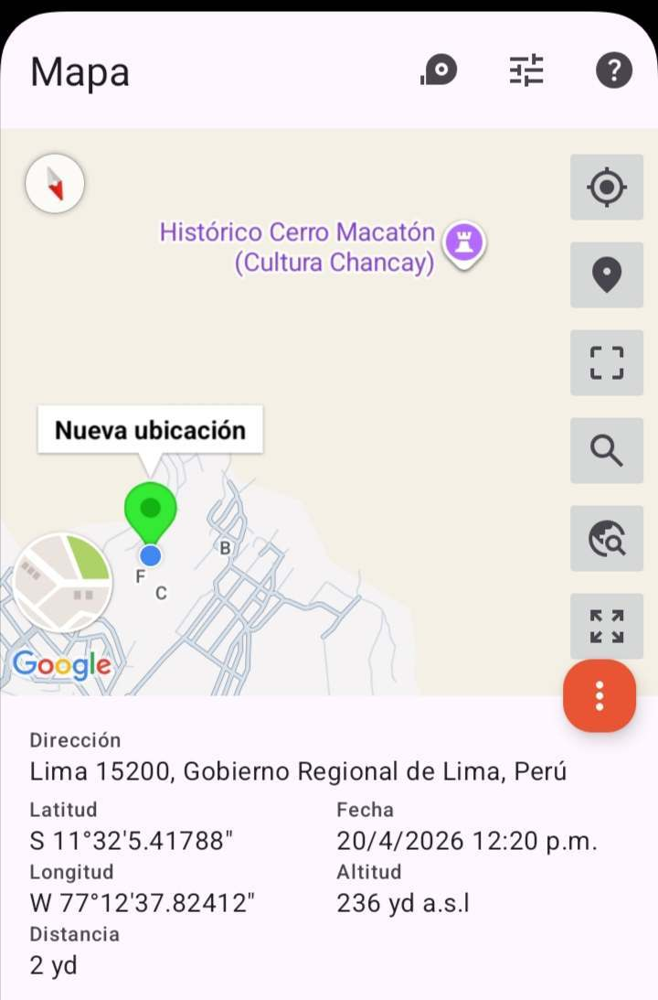 Mapa
Histórico Cerro Macatón
(Cultura Chancay)
Nueva ubicación
B
F
C
Google
Dirección
Lima 15200, Gobierno Regional de Lima, Perú
Latitud
S 11°32'5.41788"
Fecha
20/4/2026 12:20 p.m.
Longitud
W 77°12'37.82412"
Altitud
236 yd a.s.l
Distancia
2 yd